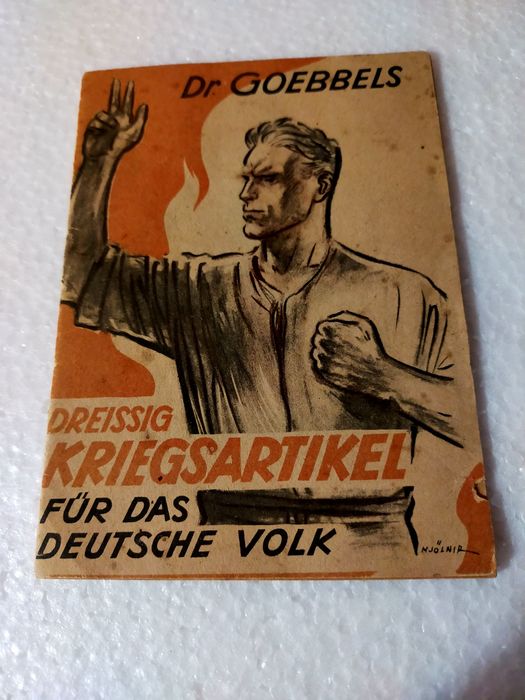 Dr. GOEBBELS
DREISSIG
KRIEGSARTIKEL
FÜR DAS
DEUTSCHE VOLK
MJÖLNIR